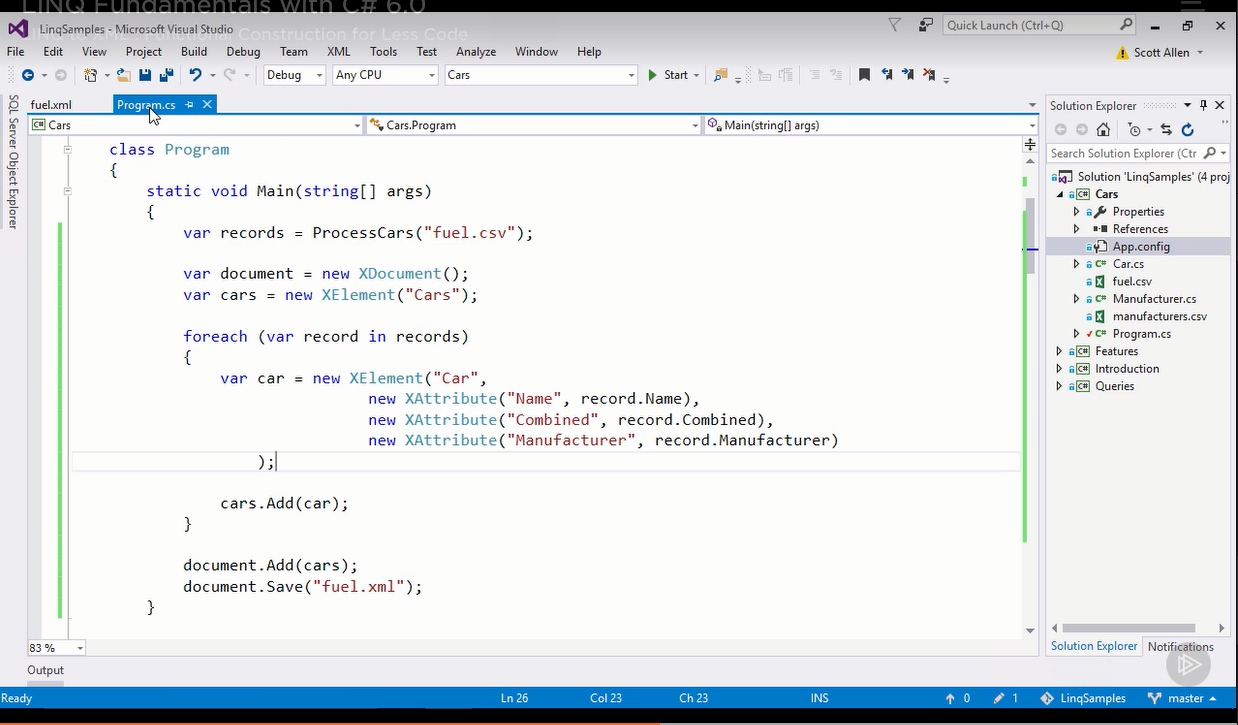 LINQ Fundamentals with C# 6.0
LinqSamples - Microsoft Visual Studio
Quick Launch (Ctrl+Q)
LINQ to XML: Functional Construction for Less Code
File Edit View Project Build Debug Team XML Tools Test Analyze Window Help
Scott Allen
Debug Any CPU Cars Start
SQL Server Object Explorer
fuel.xml Program.cs
Cars Cars.Program Main(string[] args)
class Program
{
static void Main(string[] args)
{
var records = ProcessCars("fuel.csv");
var document = new XDocument();
var cars = new XElement("Cars");
foreach (var record in records)
{
var car = new XElement("Car",
new XAttribute("Name", record.Name),
new XAttribute("Combined", record.Combined),
new XAttribute("Manufacturer", record.Manufacturer)
);
cars.Add(car);
}
document.Add(cars);
document.Save("fuel.xml");
}
83 %
Output
Solution Explorer
Search Solution Explorer (Ctr
Solution 'LinqSamples' (4 proj
C# Cars
Properties
References
App.config
C# Car.cs
fuel.csv
C# Manufacturer.cs
manufacturers.csv
C# Program.cs
C# Features
C# Introduction
C# Queries
Solution Explorer Notifications
Ready Ln 26 Col 23 Ch 23 INS 0 1 LinqSamples master